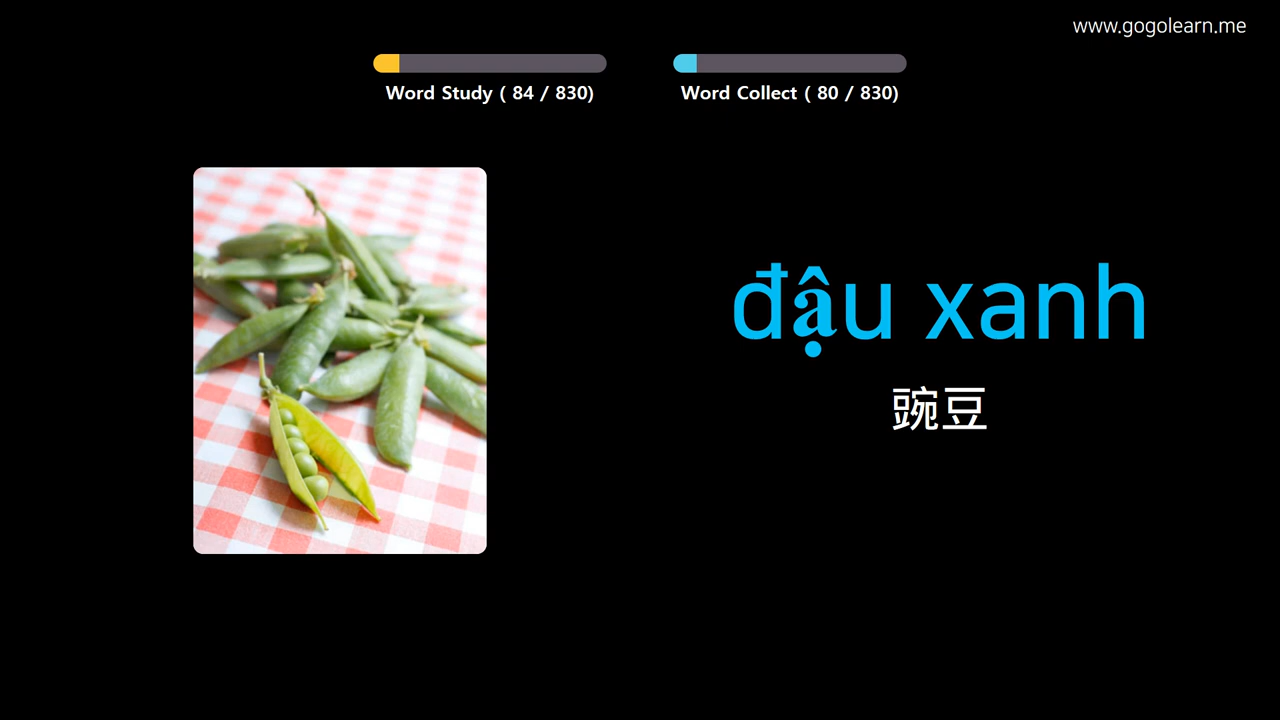 www.gogolearn.me
Word Study ( 84 / 830)
Word Collect ( 80 / 830)
đậu xanh
豌豆